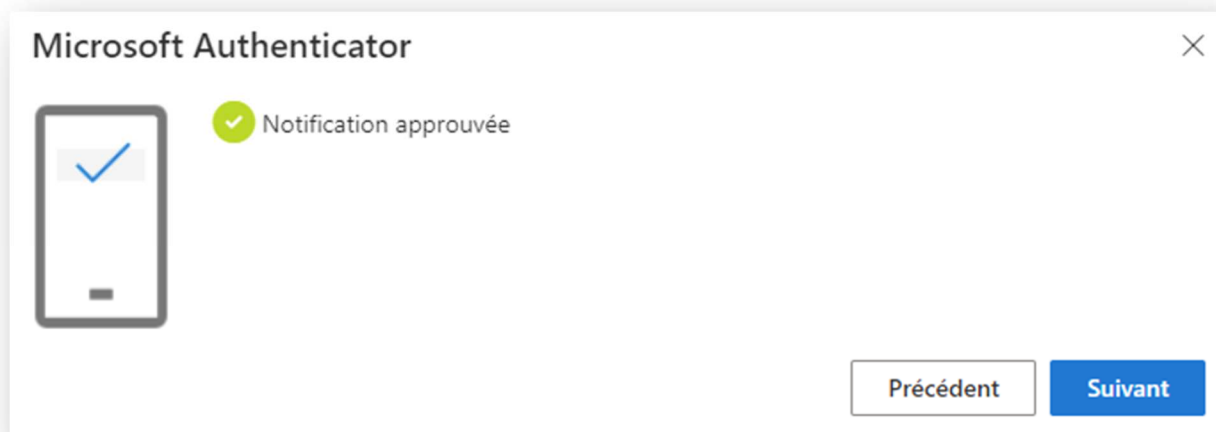 Microsoft Authenticator
Notification approuvée
Précédent
Suivant